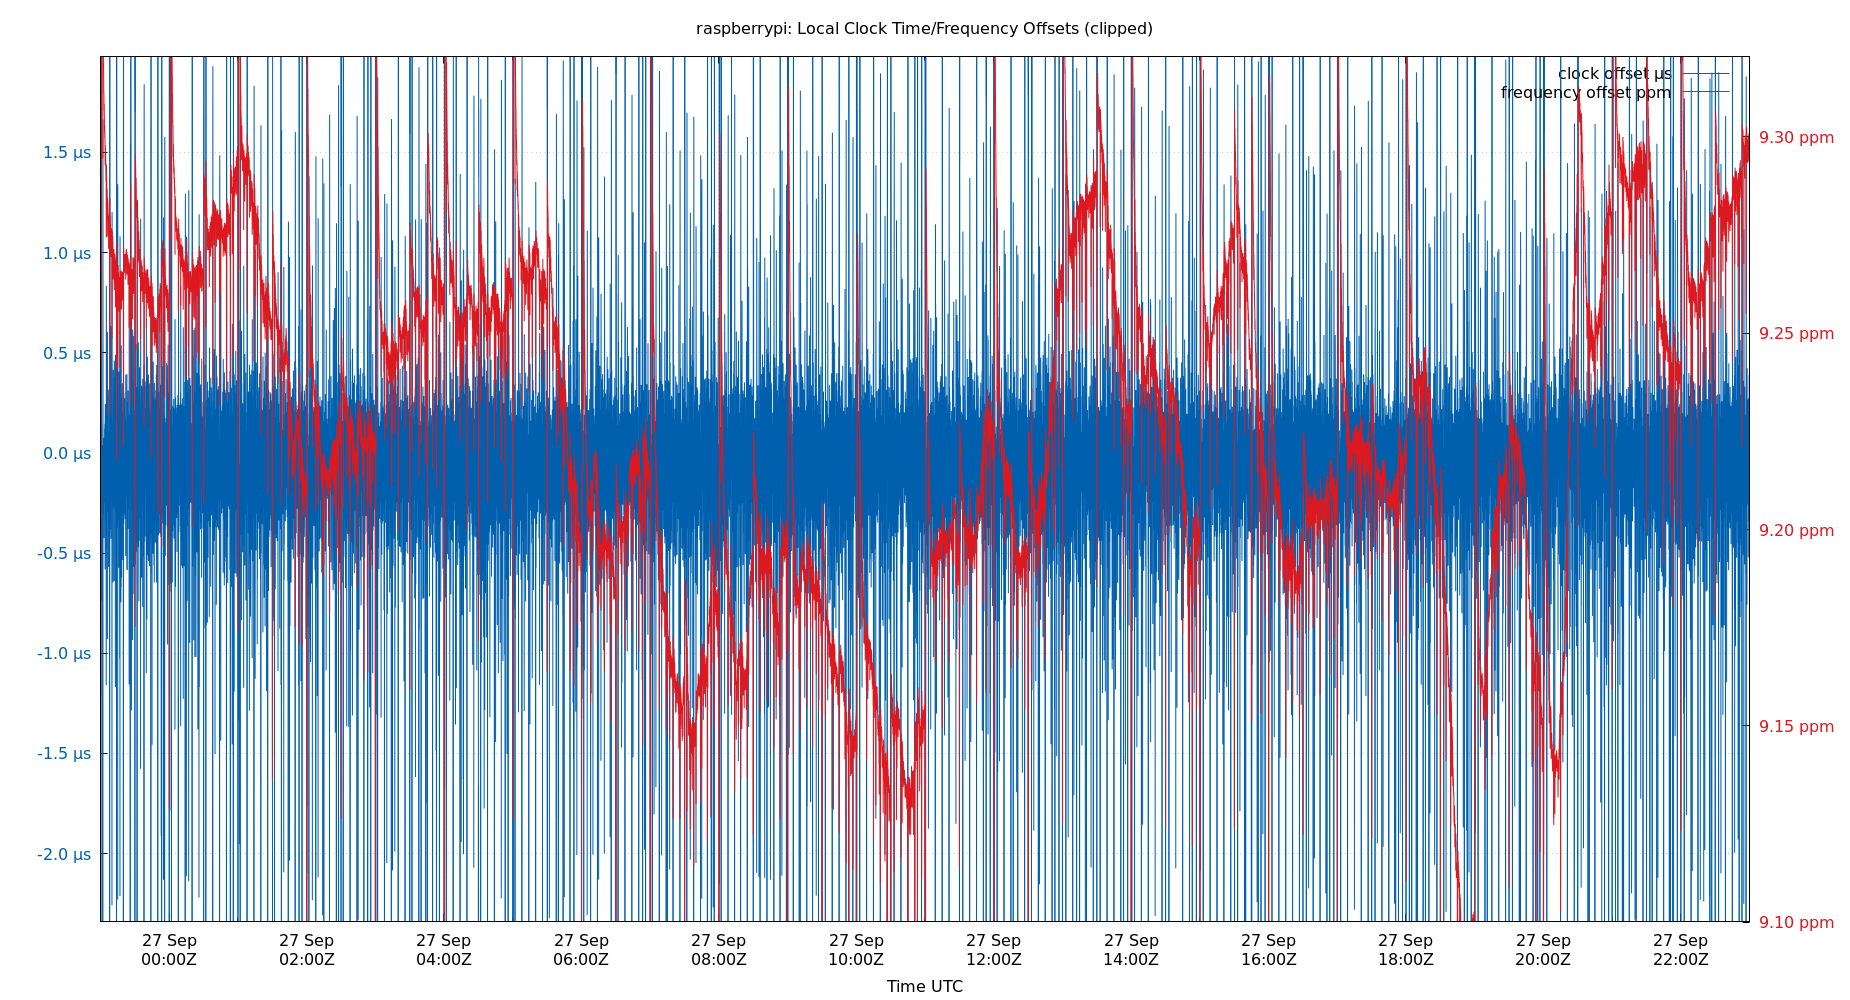 raspberrypi: Local Clock Time/Frequency Offsets (clipped)
clock offset µs
frequency offset ppm
1.5 µs
1.0 µs
0.5 µs
0.0 µs
-0.5 µs
-1.0 µs
-1.5 µs
-2.0 µs
9.30 ppm
9.25 ppm
9.20 ppm
9.15 ppm
9.10 ppm
27 Sep 27 Sep 27 Sep 27 Sep 27 Sep 27 Sep 27 Sep 27 Sep 27 Sep 27 Sep 27 Sep 27 Sep
00:00Z 02:00Z 04:00Z 06:00Z 08:00Z 10:00Z 12:00Z 14:00Z 16:00Z 18:00Z 20:00Z 22:00Z
Time UTC